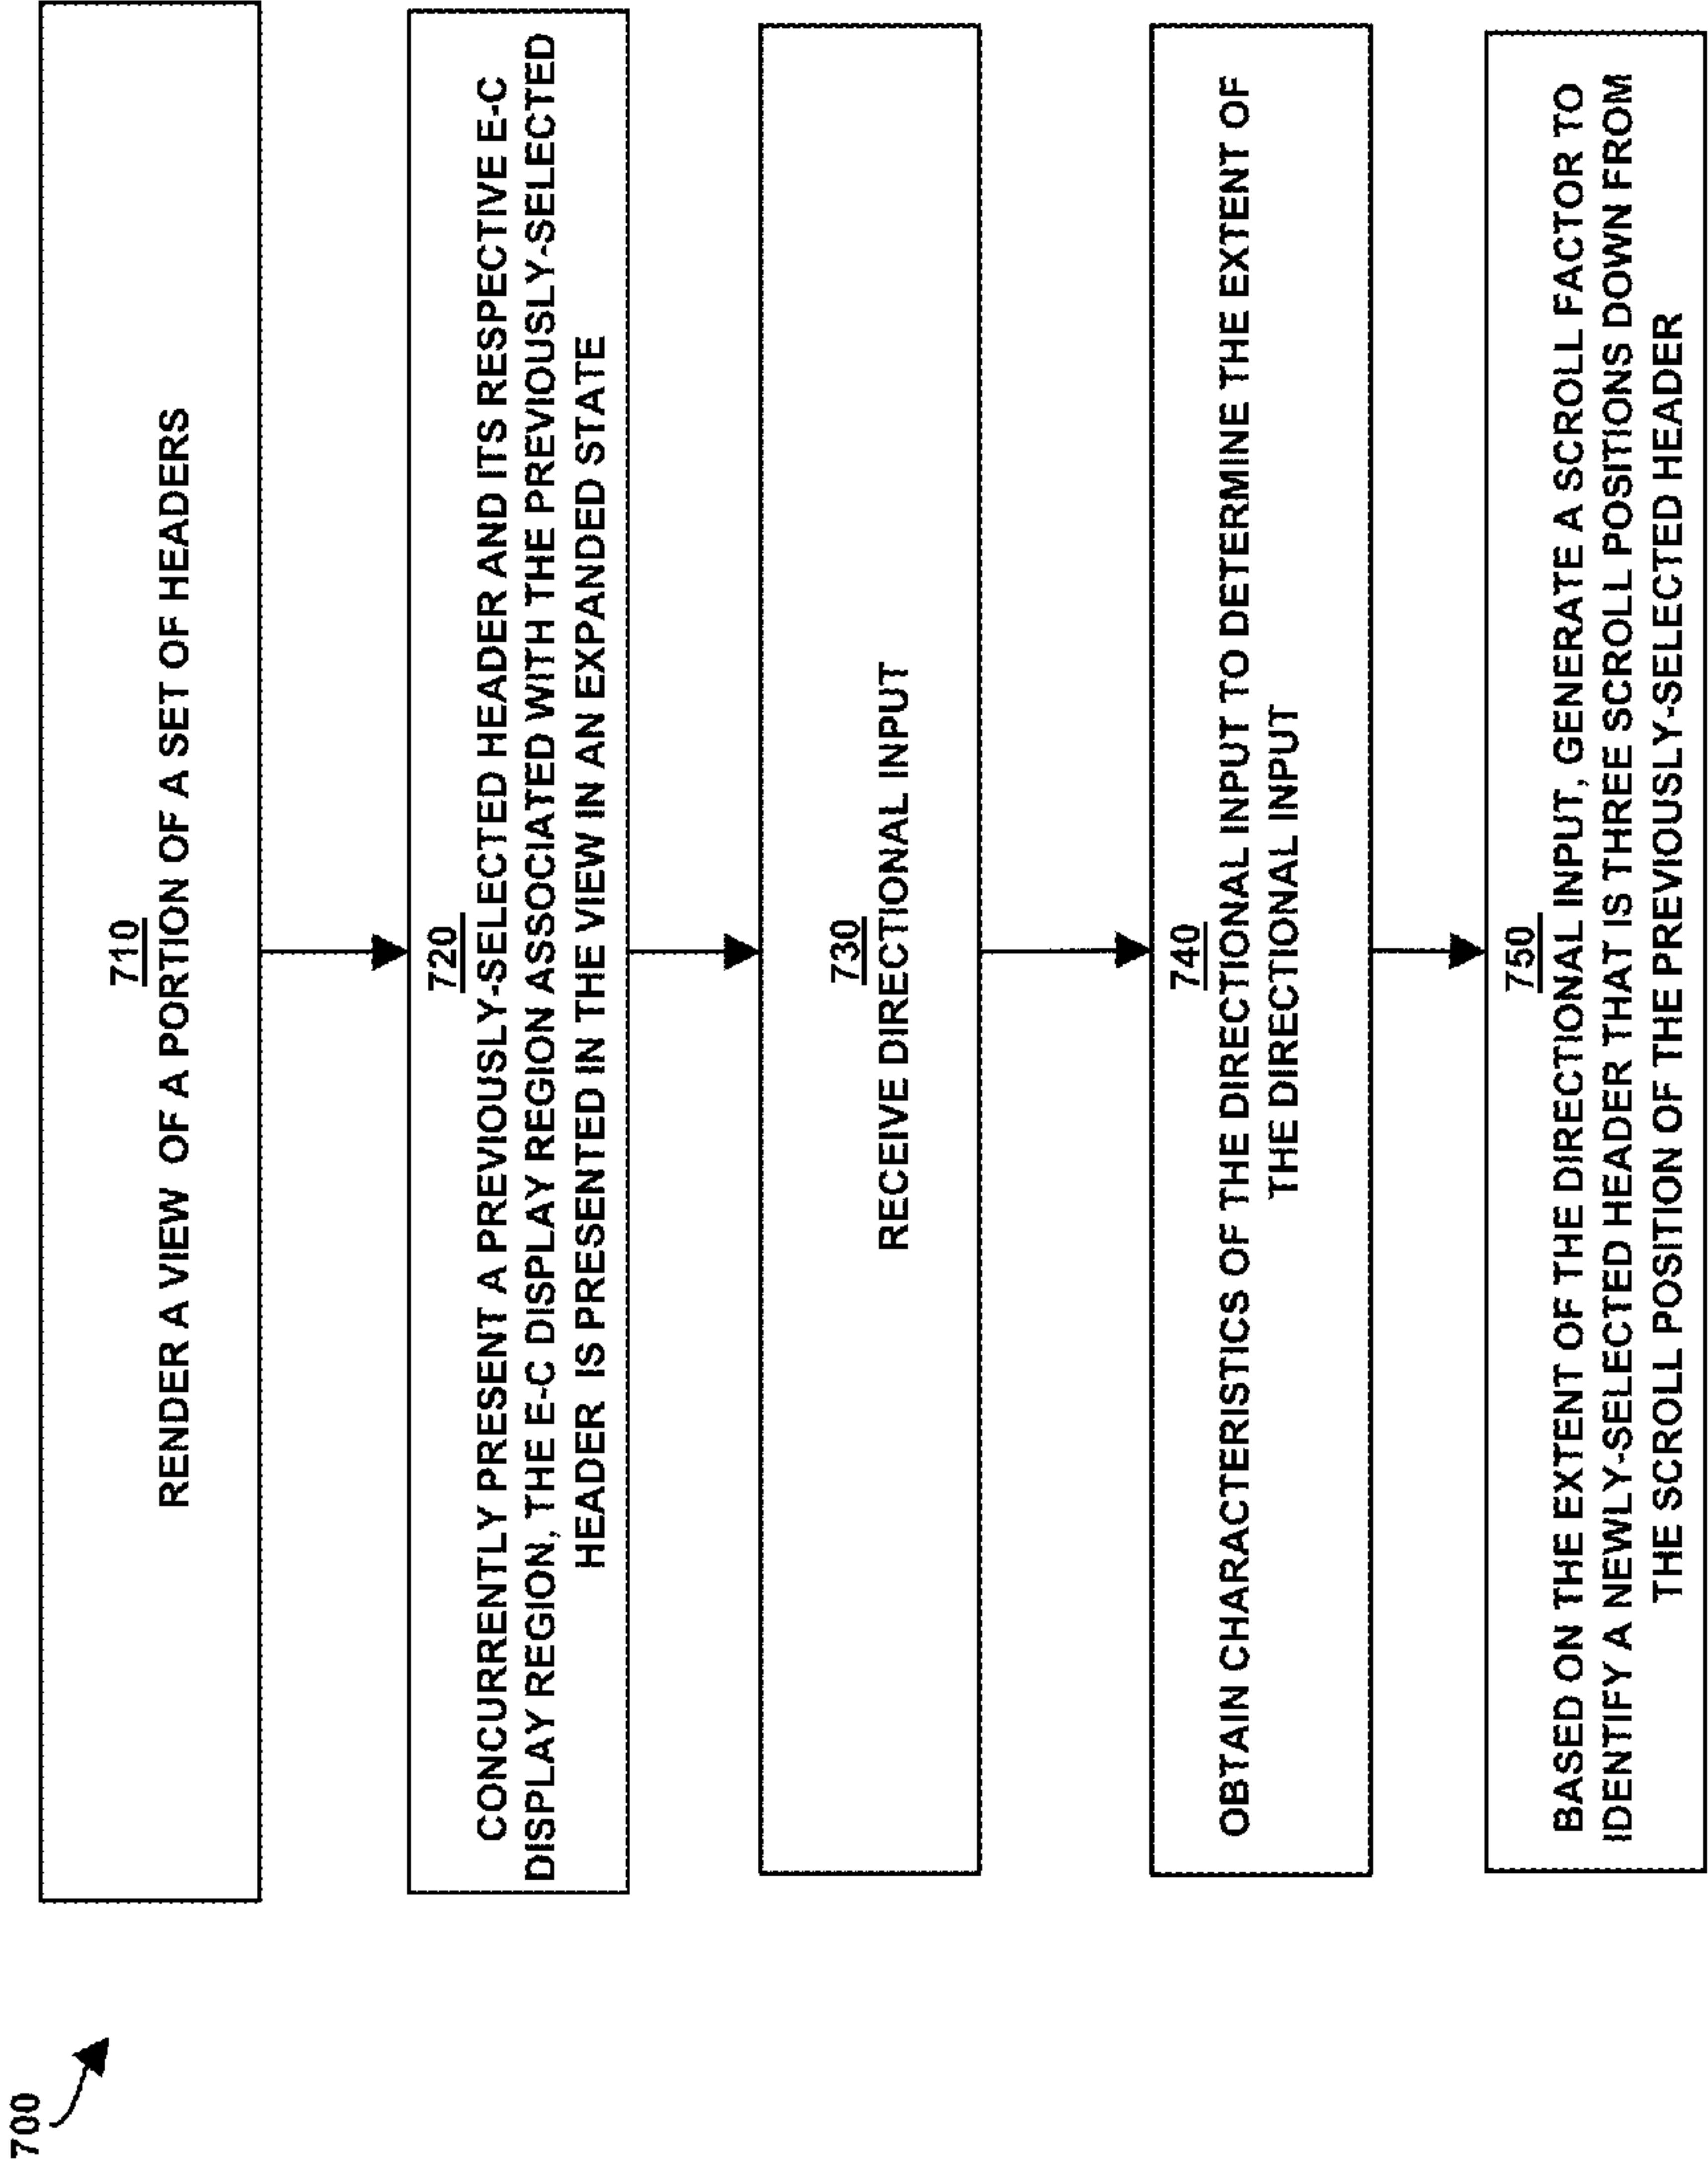 700
710
RENDER A VIEW OF A PORTION OF A SET OF HEADERS
720
CONCURRENTLY PRESENT A PREVIOUSLY-SELECTED HEADER AND ITS RESPECTIVE E-C
DISPLAY REGION, THE E-C DISPLAY REGION ASSOCIATED WITH THE PREVIOUSLY-SELECTED
HEADER IS PRESENTED IN THE VIEW IN AN EXPANDED STATE
730
RECEIVE DIRECTIONAL INPUT
740
OBTAIN CHARACTERISTICS OF THE DIRECTIONAL INPUT TO DETERMINE THE EXTENT OF
THE DIRECTIONAL INPUT
750
BASED ON THE EXTENT OF THE DIRECTIONAL INPUT, GENERATE A SCROLL FACTOR TO
IDENTIFY A NEWLY-SELECTED HEADER THAT IS THREE SCROLL POSITIONS DOWN FROM
THE SCROLL POSITION OF THE PREVIOUSLY-SELECTED HEADER